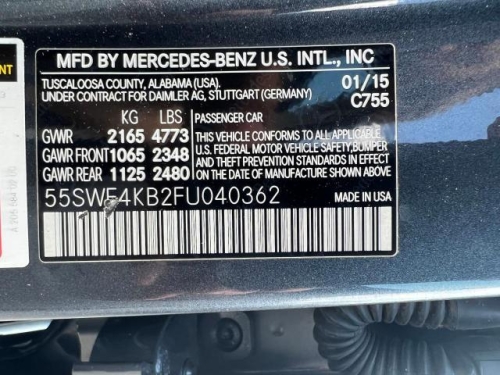 MFD BY MERCEDES-BENZ U.S. INTL., INC
TUSCALOOSA COUNTY, ALABAMA (USA). 01/15
UNDER CONTRACT FOR DAIMLER AG, STUTTGART (GERMANY) C755
KG LBS PASSENGER CAR
GVWR 2165 4773 THIS VEHICLE CONFORMS TO ALL APPLICABLE
GAWR FRONT 1065 2348 U.S. FEDERAL MOTOR VEHICLE SAFETY, BUMPER
GAWR REAR 1125 2480 AND THEFT PREVENTION STANDARDS IN EFFECT
ON THE DATE OF MANUFACTURE SHOWN ABOVE
55SWF4KB2FU040362 MADE IN USA